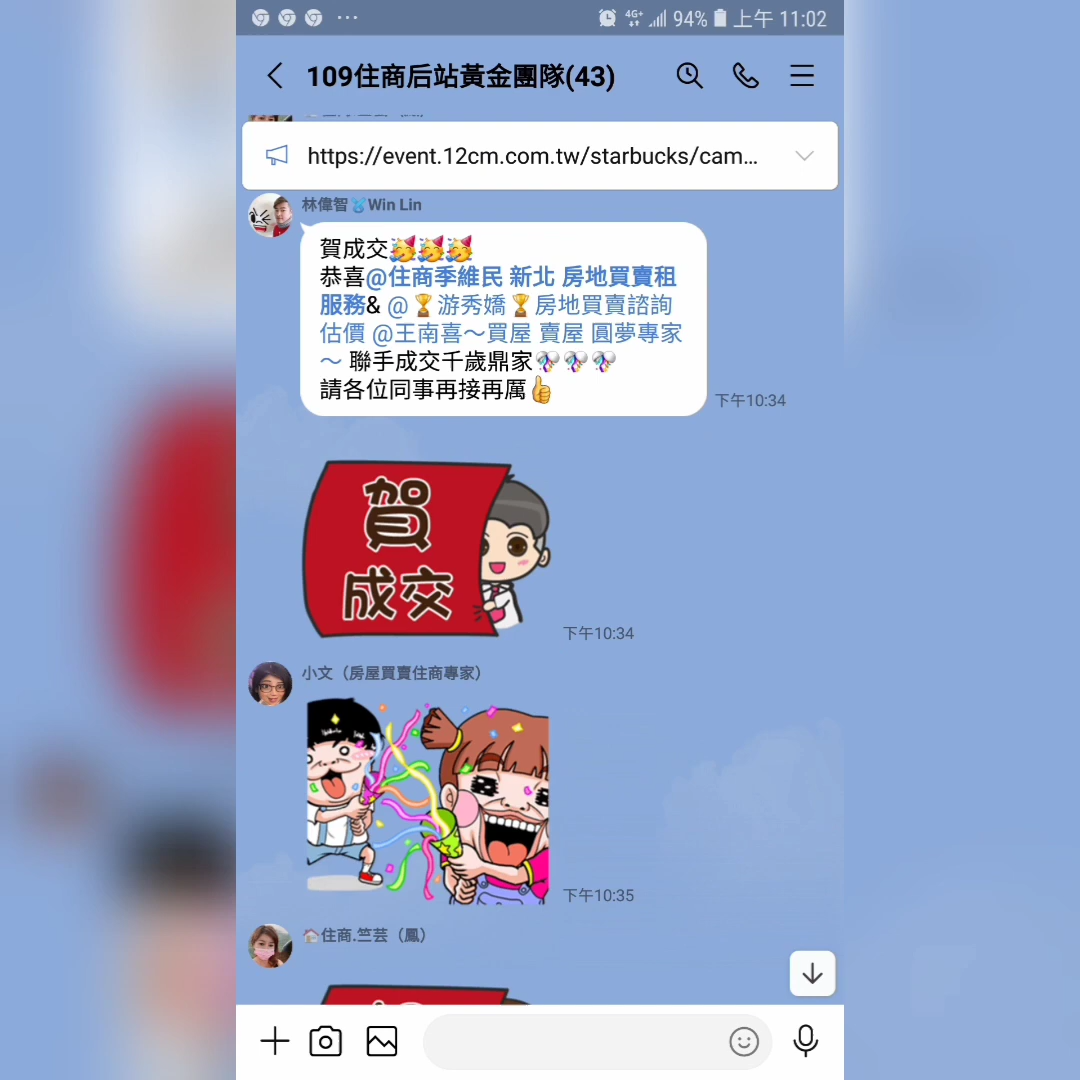 94% 上午 11:02
109住商后站黃金團隊(43)
https://event.12cm.com.tw/starbucks/cam...
林偉智🥎Win Lin
賀成交🥳🥳🥳
恭喜@住商季維民 新北 房地買賣租
服務& @🏆游秀嬌🏆房地買賣諮詢
估價 @王南喜～買屋 賣屋 圓夢專家
～ 聯手成交千歲鼎家🎊🎊🎊
請各位同事再接再厲👍
下午10:34
賀
成交
下午10:34
小文（房屋買賣住商專家）
下午10:35
🏠住商.竺芸（鳳）